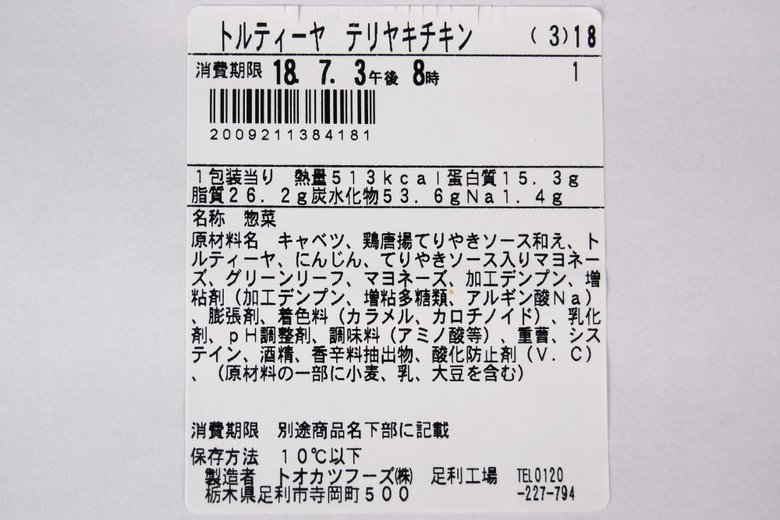 トルティーヤ　テリヤキチキン　(3)18
消費期限 18. 7. 3午後 8時　1
2009211384181
１包装当り　熱量５１３ｋｃａｌ蛋白質１５．３ｇ
脂質２６．２ｇ炭水化物５３．６ｇＮａ１．４ｇ
名称　惣菜
原材料名　キャベツ、鶏唐揚てりやきソース和え、ト
ルティーヤ、にんじん、てりやきソース入りマヨネー
ズ、グリーンリーフ、マヨネーズ、加工デンプン、増
粘剤（加工デンプン、増粘多糖類、アルギン酸Ｎａ）
、膨張剤、着色料（カラメル、カロチノイド）、乳化
剤、ｐＨ調整剤、調味料（アミノ酸等）、重曹、シス
テイン、酒精、香辛料抽出物、酸化防止剤（Ｖ．Ｃ）
、（原材料の一部に小麦、乳、大豆を含む）
消費期限　別途商品名下部に記載
保存方法　１０℃以下
製造者　トオカツフーズ㈱　足利工場　TEL0120
栃木県足利市寺岡町５００　-227-794